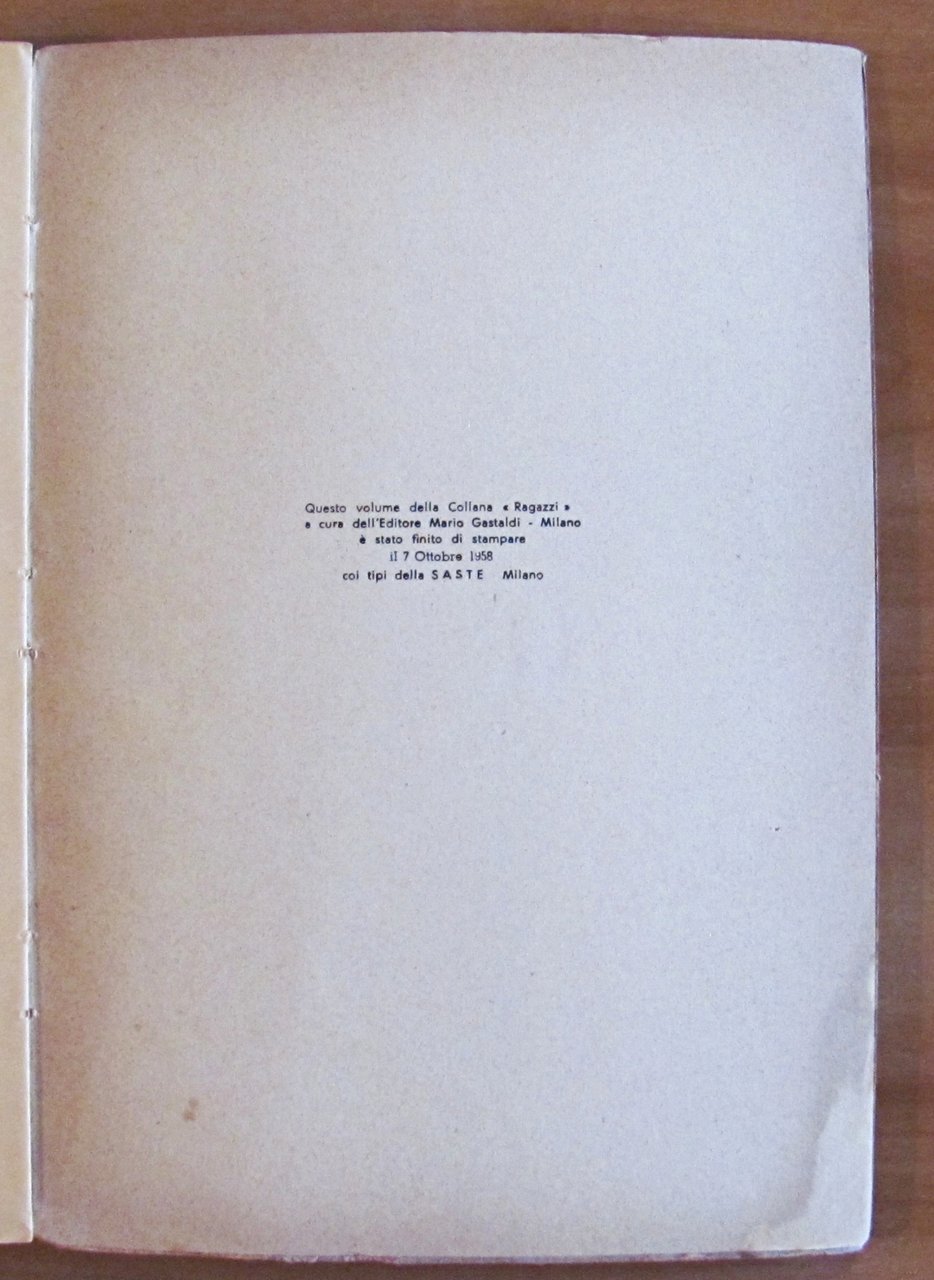 Questo volume della Collana « Ragazzi »
a cura dell'Editore Mario Gastaldi - Milano
è stato finito di stampare
il 7 Ottobre 1958
coi tipi della SASTE Milano